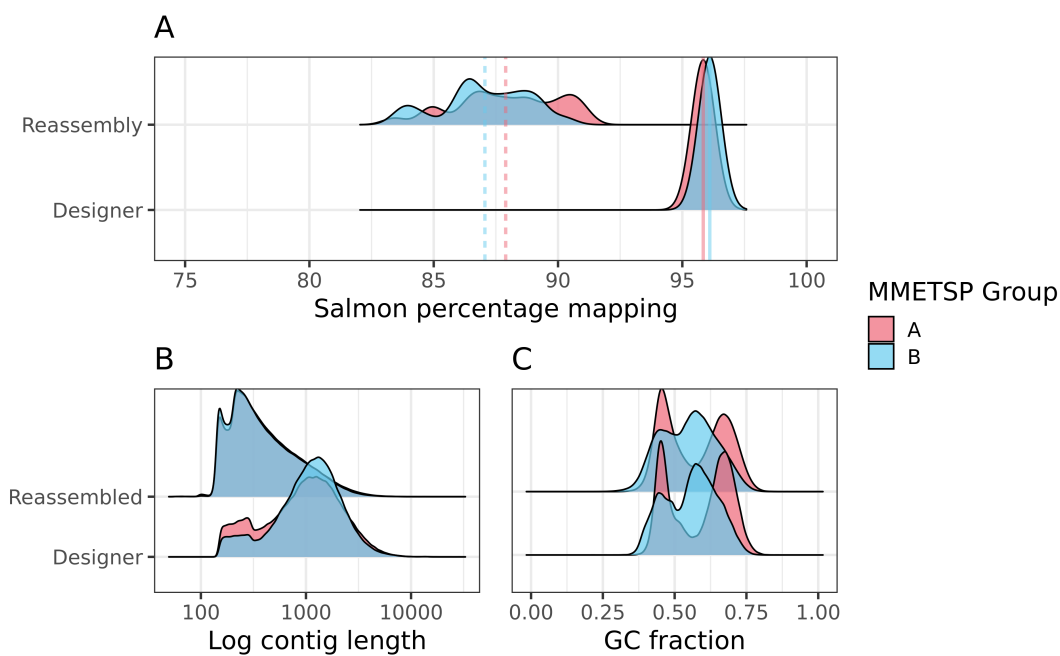 A
Reassembly
Designer
75 80 85 90 95 100
Salmon percentage mapping
MMETSP Group
A
B
B
Reassembled
Designer
100 1000 10000
Log contig length
C
0.00 0.25 0.50 0.75 1.00
GC fraction